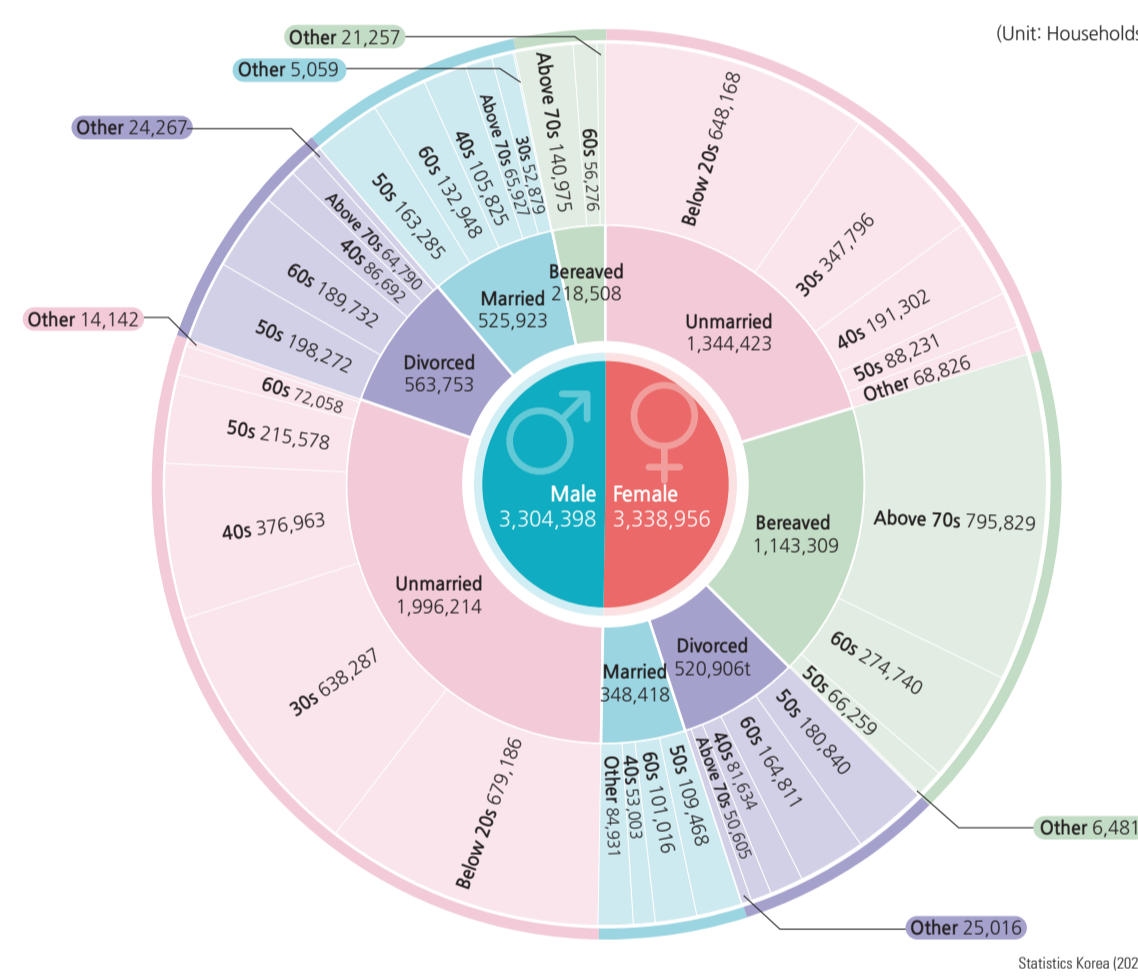 (Unit: Households
Other 21,257
Other 5,059
Other 24,267
Other 14,142
Male
3,304,398
Female
3,338,956
Unmarried
1,344,423
Below 20s 648,168
30s 347,796
40s 191,302
50s 88,231
Other 68,826
Bereaved
1,143,309
Above 70s 795,829
60s 274,740
50s 66,259
Other 6,481
Divorced
520,906t
50s 180,840
60s 164,811
40s 81,634
Above 70s 50,605
Other 25,016
Married
348,418
50s 109,468
60s 101,016
40s 53,003
Other 84,931
Unmarried
1,996,214
Below 20s 679,186
30s 638,287
40s 376,963
50s 215,578
60s 72,058
Divorced
563,753
50s 198,272
60s 189,732
40s 86,692
Above 70s 64,790
Married
525,923
50s 163,285
60s 132,948
40s 105,825
Above 70s 65,927
30s 52,879
Bereaved
218,508
Above 70s 140,975
60s 56,276
Statistics Korea (202